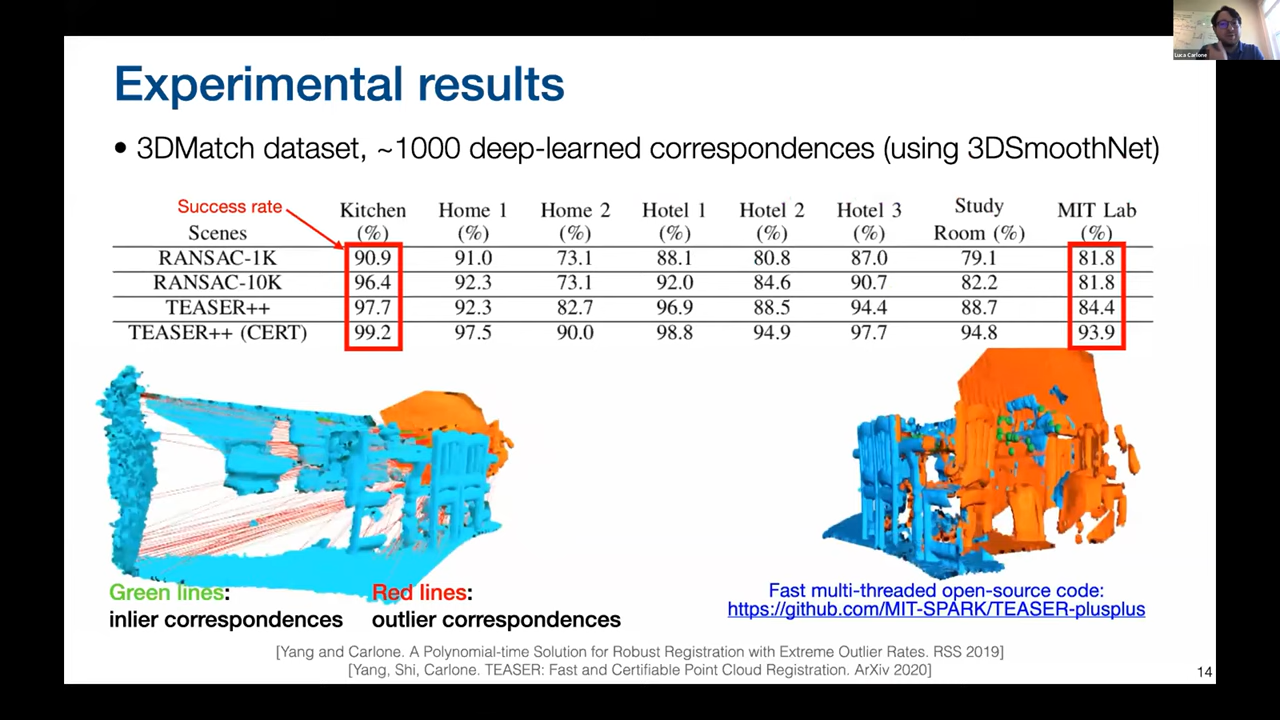 Luca Carlone
Experimental results
• 3DMatch dataset, ~1000 deep-learned correspondences (using 3DSmoothNet)
Success rate
Scenes Kitchen (%) Home 1 (%) Home 2 (%) Hotel 1 (%) Hotel 2 (%) Hotel 3 (%) Study Room (%) MIT Lab (%)
RANSAC-1K 90.9 91.0 73.1 88.1 80.8 87.0 79.1 81.8
RANSAC-10K 96.4 92.3 73.1 92.0 84.6 90.7 82.2 81.8
TEASER++ 97.7 92.3 82.7 96.9 88.5 94.4 88.7 84.4
TEASER++ (CERT) 99.2 97.5 90.0 98.8 94.9 97.7 94.8 93.9
Green lines:
inlier correspondences
Red lines:
outlier correspondences
Fast multi-threaded open-source code:
https://github.com/MIT-SPARK/TEASER-plusplus
[Yang and Carlone. A Polynomial-time Solution for Robust Registration with Extreme Outlier Rates. RSS 2019]
[Yang, Shi, Carlone. TEASER: Fast and Certifiable Point Cloud Registration. ArXiv 2020]
14